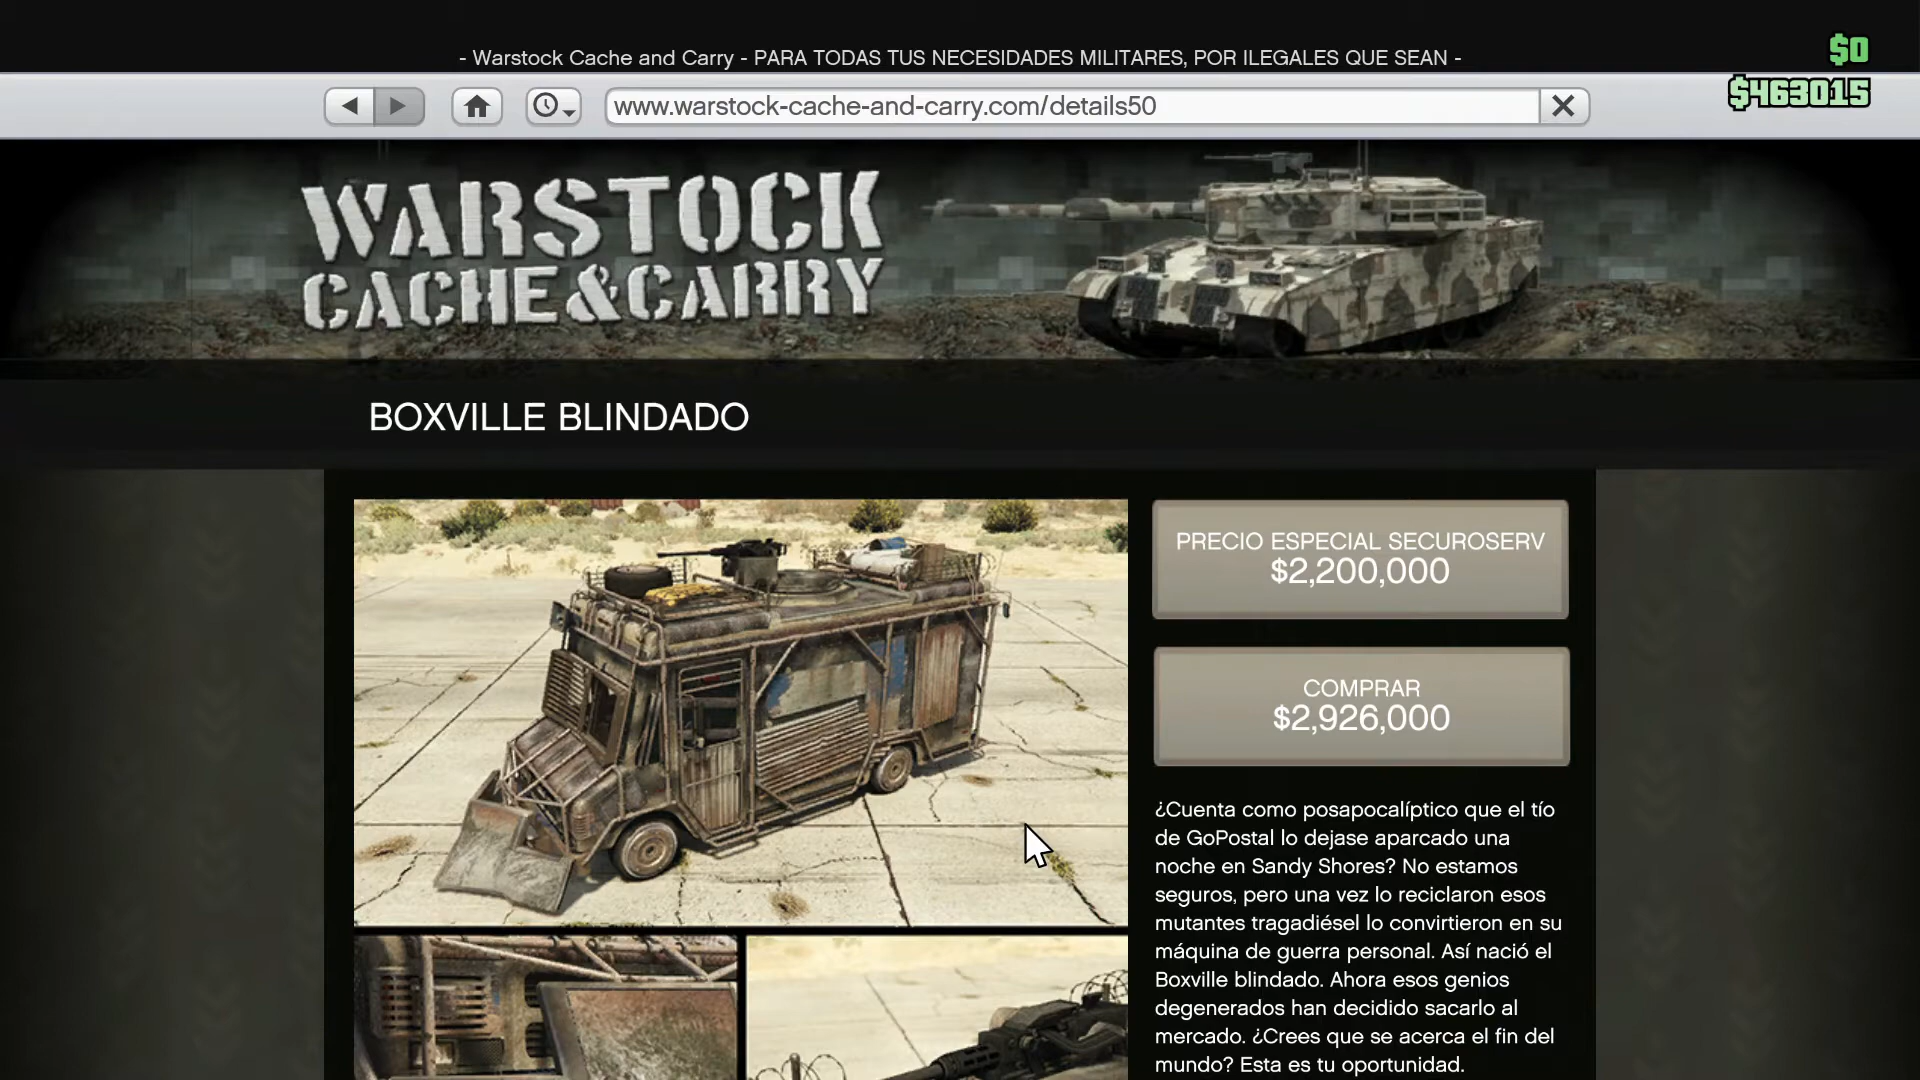 - Warstock Cache and Carry - PARA TODAS TUS NECESIDADES MILITARES, POR ILEGALES QUE SEAN -
$0
$463015
www.warstock-cache-and-carry.com/details50
WARSTOCK
CACHE&CARRY
BOXVILLE BLINDADO
PRECIO ESPECIAL SECUROSERV
$2,200,000
COMPRAR
$2,926,000
¿Cuenta como posapocalíptico que el tío
de GoPostal lo dejase aparcado una
noche en Sandy Shores? No estamos
seguros, pero una vez lo reciclaron esos
mutantes tragadiésel lo convirtieron en su
máquina de guerra personal. Así nació el
Boxville blindado. Ahora esos genios
degenerados han decidido sacarlo al
mercado. ¿Crees que se acerca el fin del
mundo? Esta es tu oportunidad.